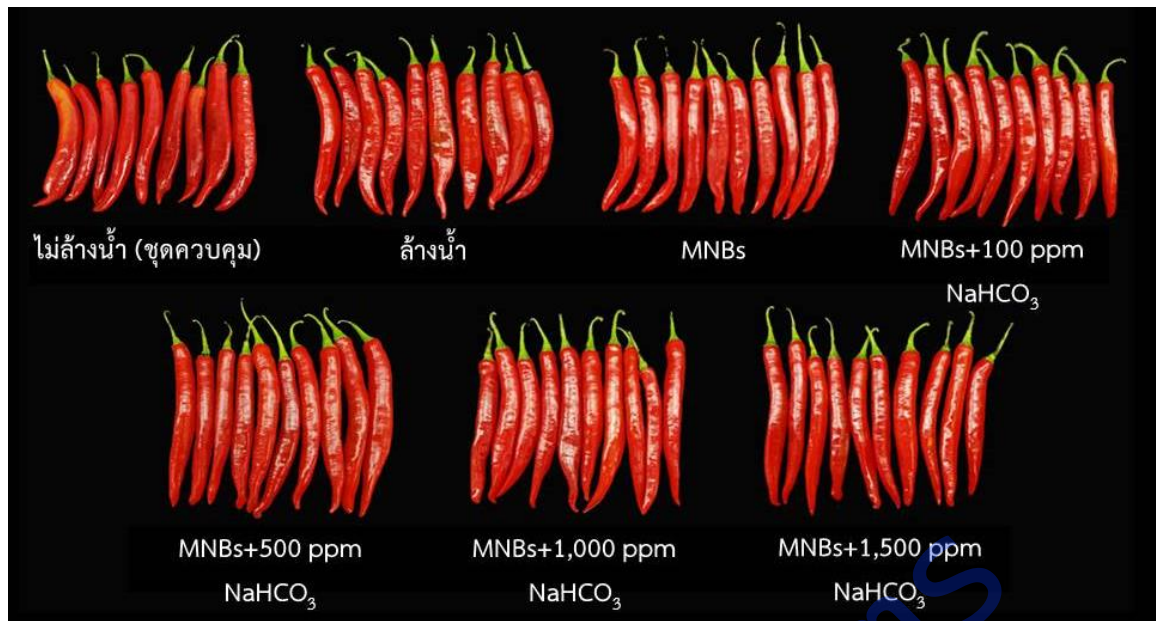 ไม่ล้างน้ำ (ชุดควบคุม)
ล้างน้ำ
MNBs
MNBs+100 ppm
NaHCO₃
MNBs+500 ppm
NaHCO₃
MNBs+1,000 ppm
NaHCO₃
MNBs+1,500 ppm
NaHCO₃